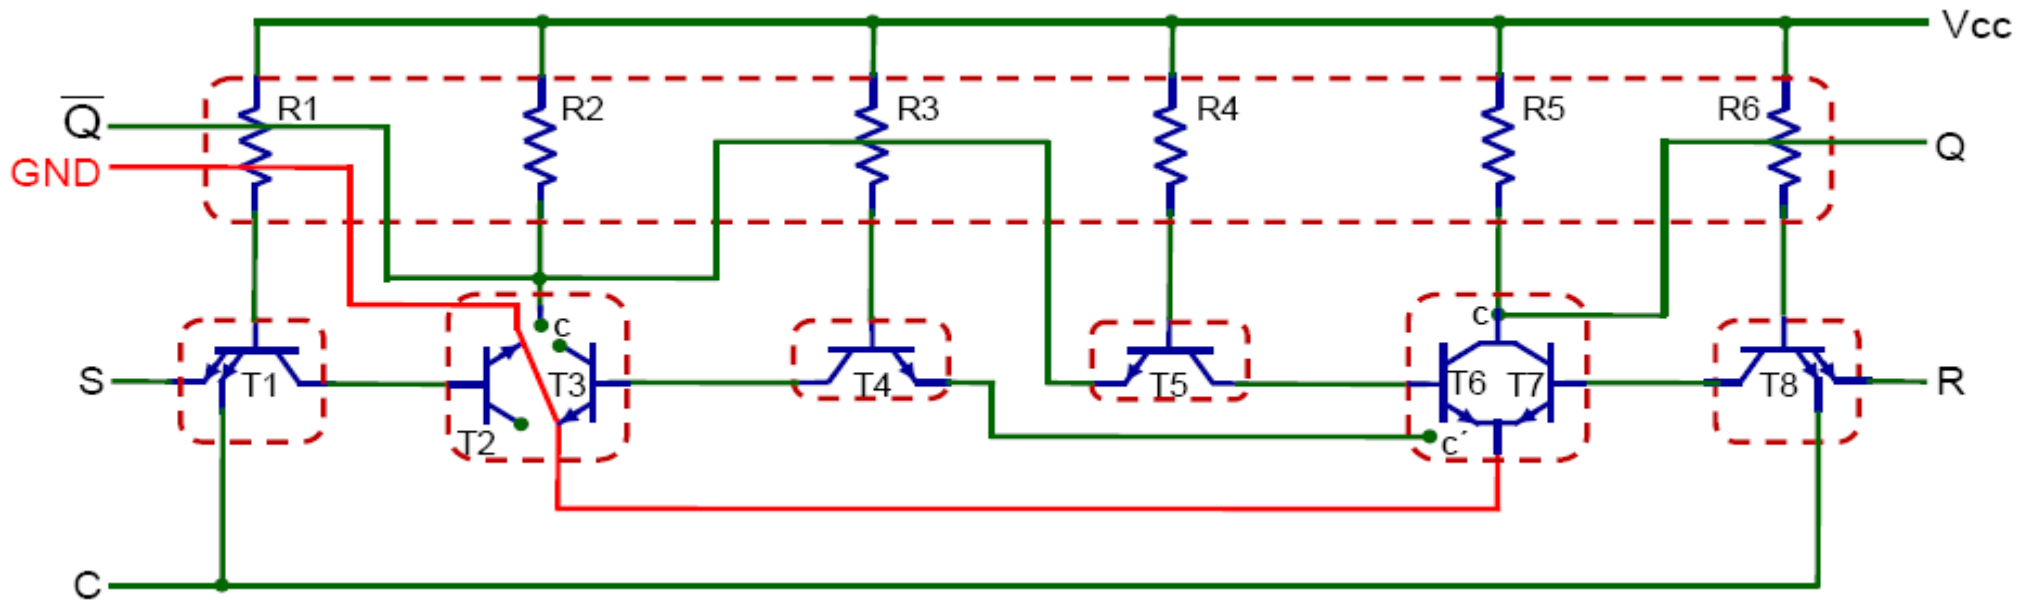 Vcc
R1 R2 R3 R4 R5 R6
Q̅
Q
GND
c
c
S
T1
T3
T4
T5
T6 T7
T8
R
T2
c´
C